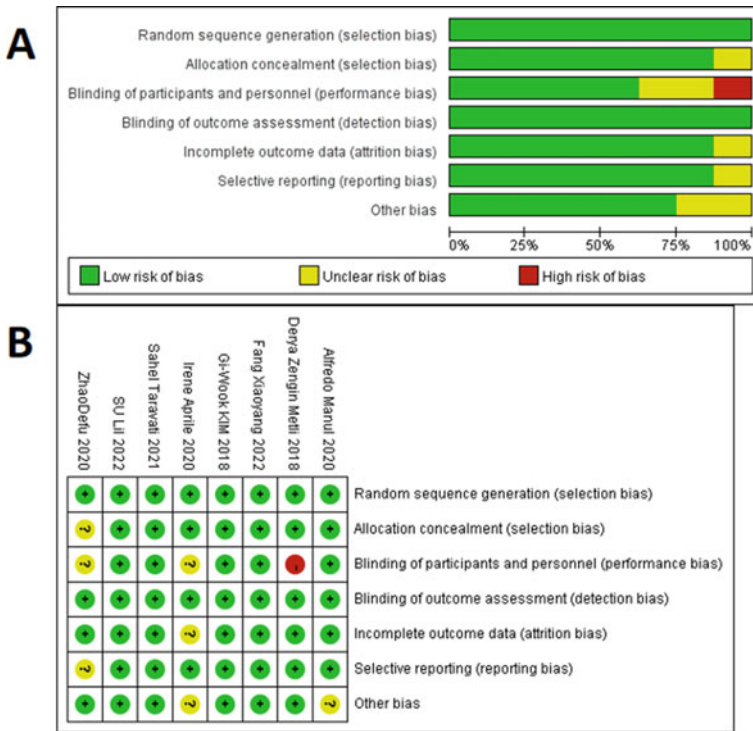 A
Random sequence generation (selection bias)
Allocation concealment (selection bias)
Blinding of participants and personnel (performance bias)
Blinding of outcome assessment (detection bias)
Incomplete outcome data (attrition bias)
Selective reporting (reporting bias)
Other bias
0% 25% 50% 75% 100%
Low risk of bias Unclear risk of bias High risk of bias
B
ZhaoDefu 2020
SU Lil 2022
Sahel Taravati 2021
Irene Aprile 2020
Gi-Wook KIM 2018
Fang Xiaoyang 2022
Derya Zengin Metli 2018
Alfredo Manul 2020
+ + + + + + + + Random sequence generation (selection bias)
? + + + + + + + Allocation concealment (selection bias)
? + + ? + + - + Blinding of participants and personnel (performance bias)
+ + + + + + + + Blinding of outcome assessment (detection bias)
+ + + ? + + + + Incomplete outcome data (attrition bias)
? + + + + + + + Selective reporting (reporting bias)
+ + + ? + + + ? Other bias